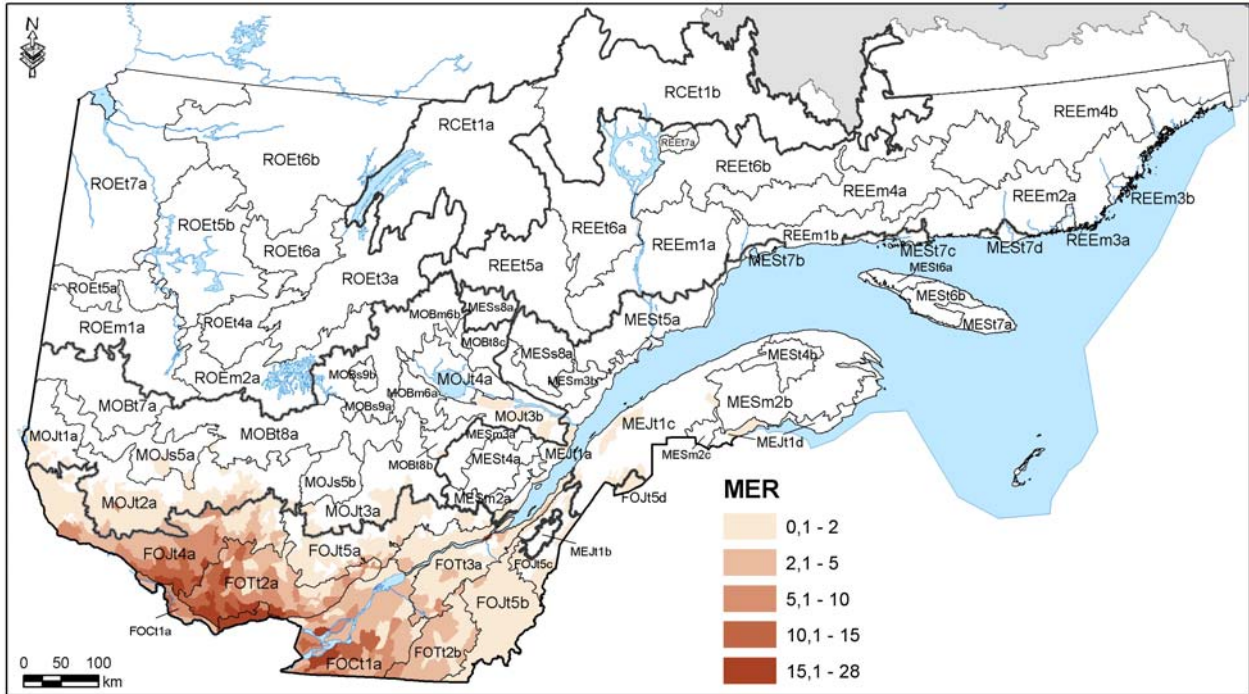 N
RCEt1b
REEm4b
RCEt1a
REEt7a
ROEt6b
REEt6b
ROEt7a
REEm4a
REEm2a
REEm3b
ROEt5b
REEt6a
REEm1a
REEm1b
MESt7c
MESt7d
REEm3a
ROEt6a
MESt7b
REEt5a
MESt6a
ROEt3a
ROEt5a
MESt6b
MOBm6b
MESs8a
MESt5a
MESt7a
ROEm1a
ROEt4a
MOBt8c
MESs8a
MESt4b
ROEm2a
MOBs9b
MOJt4a
MESm3b
MOBm6a
MESm2b
MOBt7a
MOBs9a
MOJt3b
MEJt1c
MOJt1a
MOBt8a
MESm3a
MEJt1d
MEJt1a
MESm2c
MOJs5a
MOBt8b
MESt4a
MOJs5b
FOJt5d
MOJt2a
MESm2a
MOJt3a
FOJt4a
FOJt5a
MEJt1b
FOTt2a
FOTt3a
FOJt5c
FOJt5b
FOCt1a
FOTt2b
FOCt1a
MER
0,1 - 2
2,1 - 5
5,1 - 10
10,1 - 15
15,1 - 28
0 50 100
km